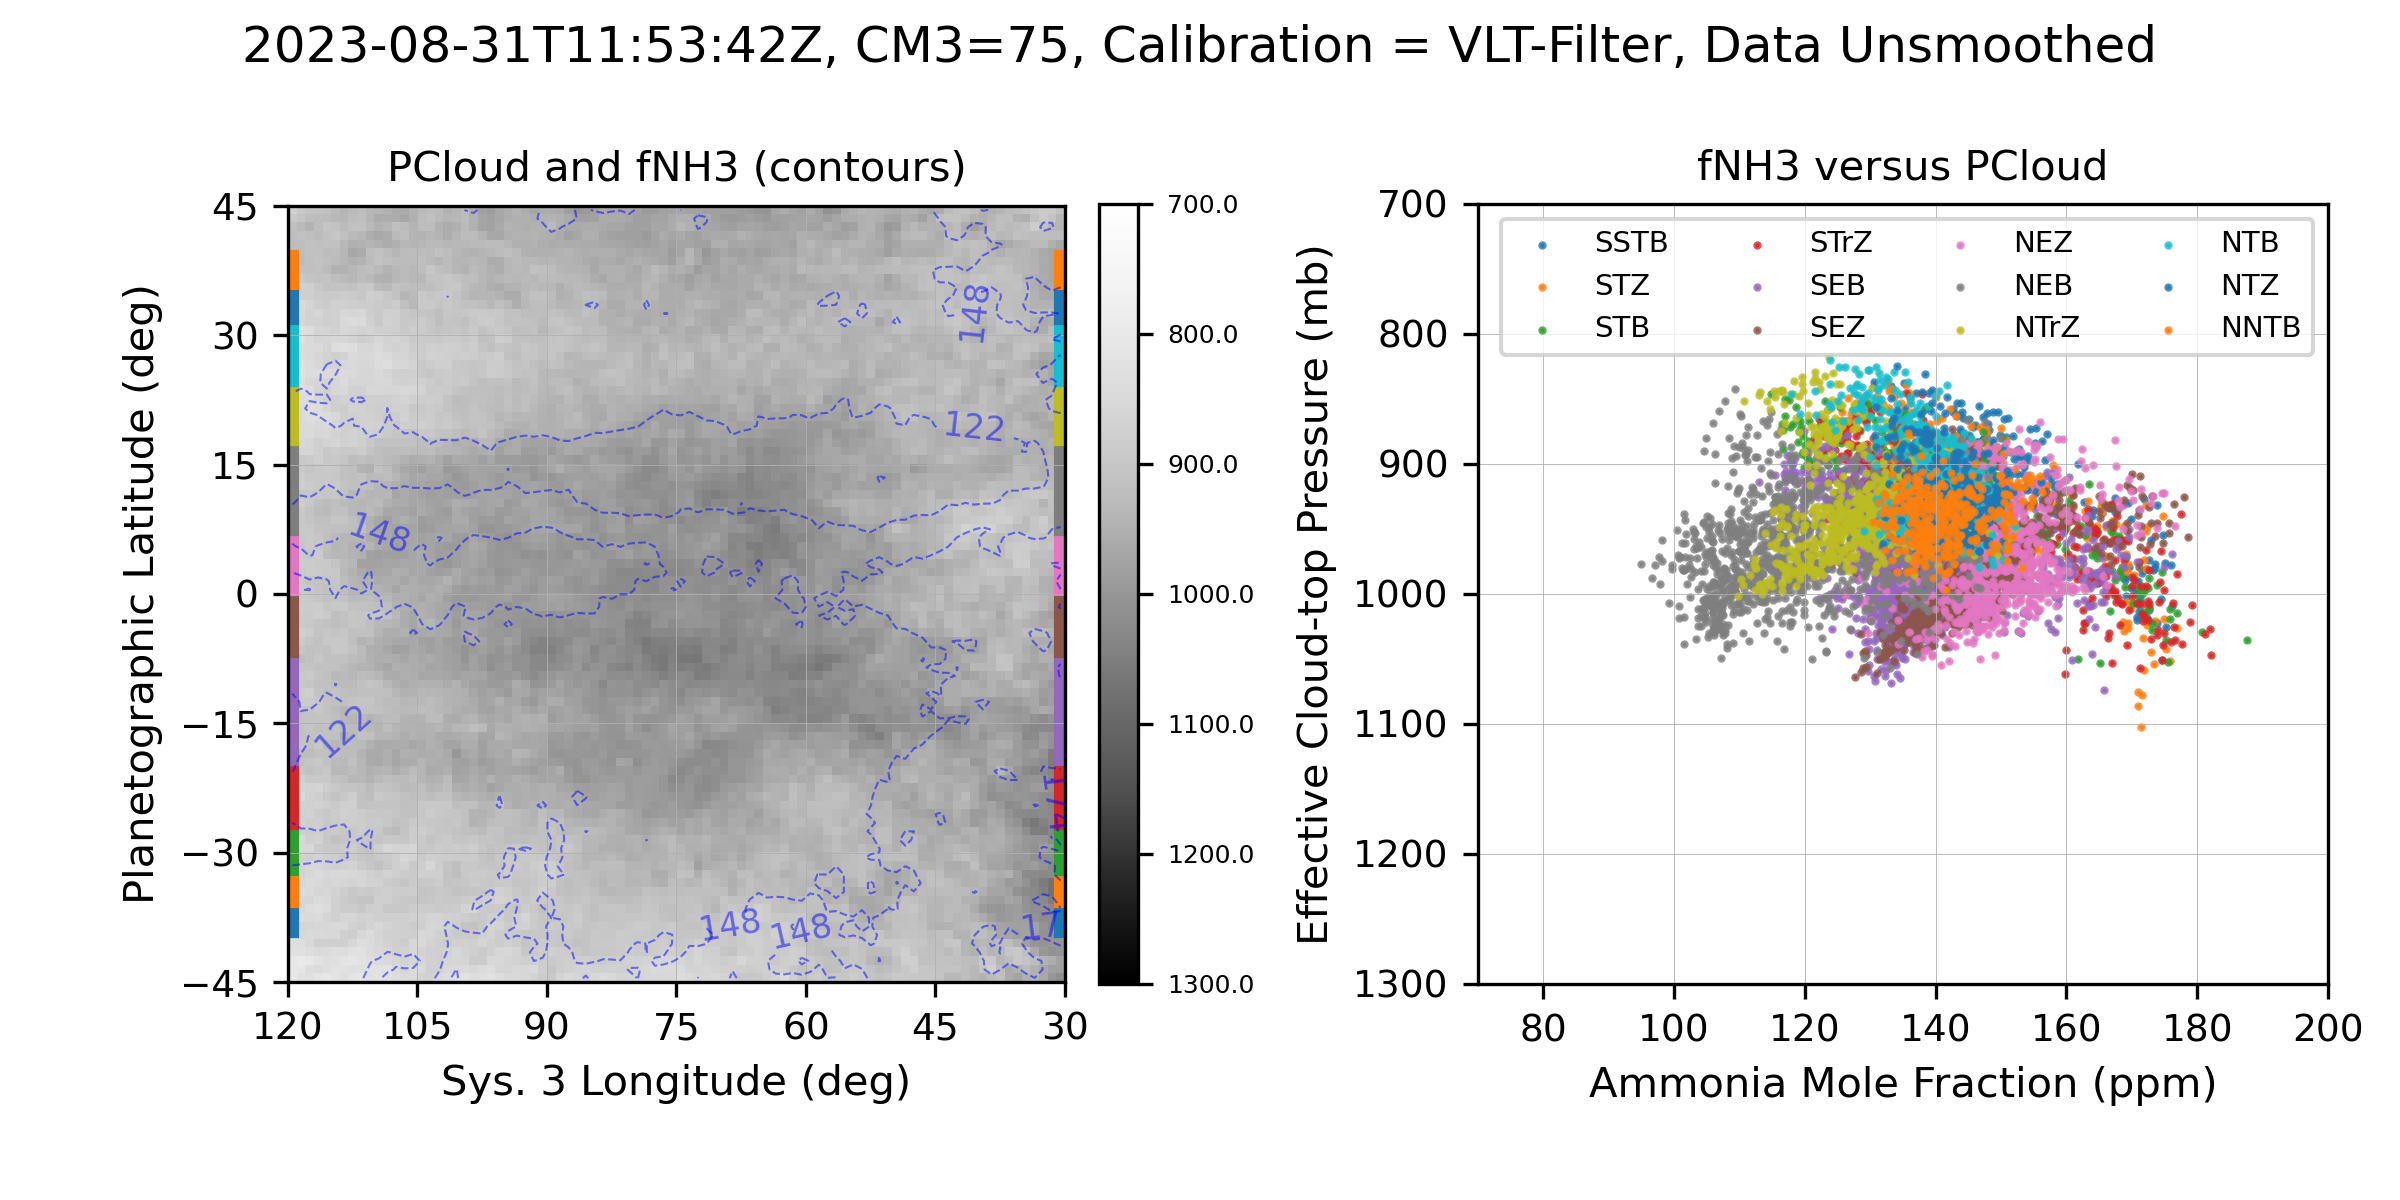 2023-08-31T11:53:42Z, CM3=75, Calibration = VLT-Filter, Data Unsmoothed
PCloud and fNH3 (contours)
fNH3 versus PCloud
Planetographic Latitude (deg)
45
30
15
0
−15
−30
−45
120
105
90
75
60
45
30
Sys. 3 Longitude (deg)
148
122
148
122
148
148
700.0
800.0
900.0
1000.0
1100.0
1200.0
1300.0
Effective Cloud-top Pressure (mb)
700
800
900
1000
1100
1200
1300
SSTB
STZ
STB
STrZ
SEB
SEZ
NEZ
NEB
NTrZ
NTB
NTZ
NNTB
80
100
120
140
160
180
200
Ammonia Mole Fraction (ppm)